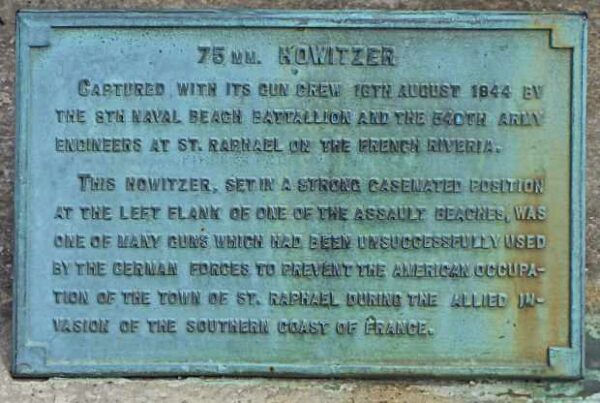 75 MM. HOWITZER
CAPTURED WITH ITS GUN CREW 16TH AUGUST 1944 BY
THE 8TH NAVAL BEACH BATTALLION AND THE 540TH ARMY
ENGINEERS AT ST. RAPHAEL ON THE FRENCH RIVERIA.
THIS HOWITZER, SET IN A STRONG CASEMATED POSITION
AT THE LEFT FLANK OF ONE OF THE ASSAULT BEACHES, WAS
ONE OF MANY GUNS WHICH HAD BEEN UNSUCCESSFULLY USED
BY THE GERMAN FORCES TO PREVENT THE AMERICAN OCCUPA-
TION OF THE TOWN OF ST. RAPHAEL DURING THE ALLIED IN-
VASION OF THE SOUTHERN COAST OF FRANCE.